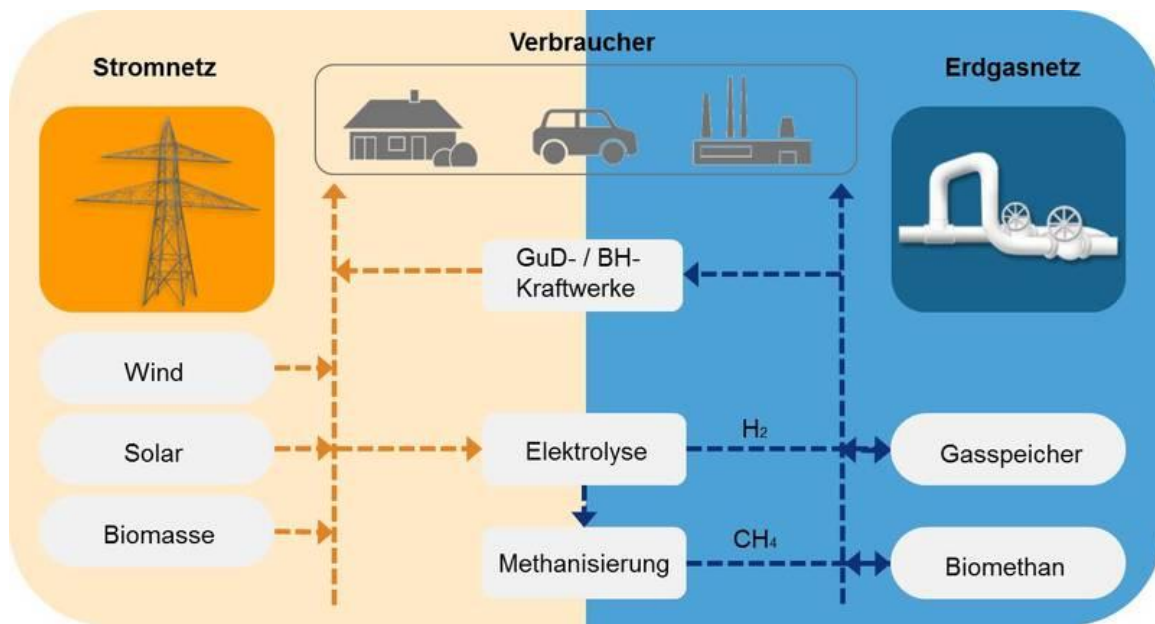 Verbraucher
Stromnetz
Erdgasnetz
GuD- / BH-
Kraftwerke
Wind
Solar
Elektrolyse
H₂
Gasspeicher
Biomasse
Methanisierung
CH₄
Biomethan